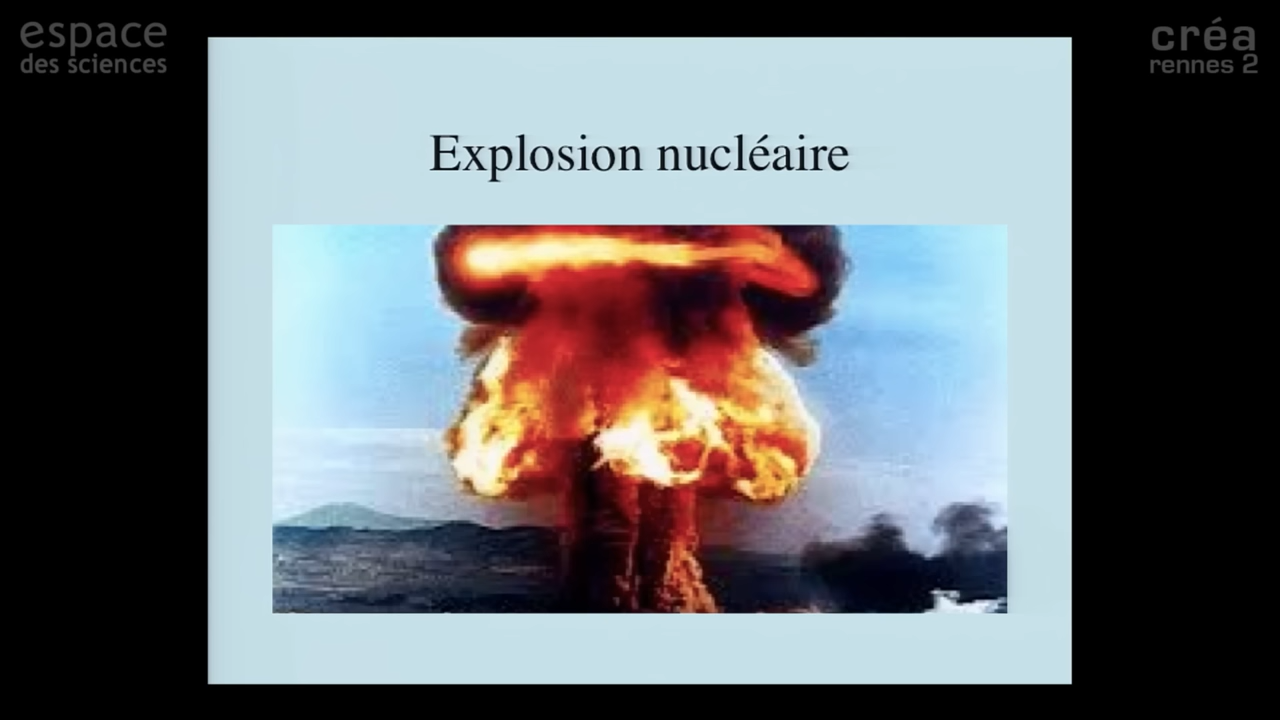 espace
des sciences
créa
rennes 2
Explosion nucléaire